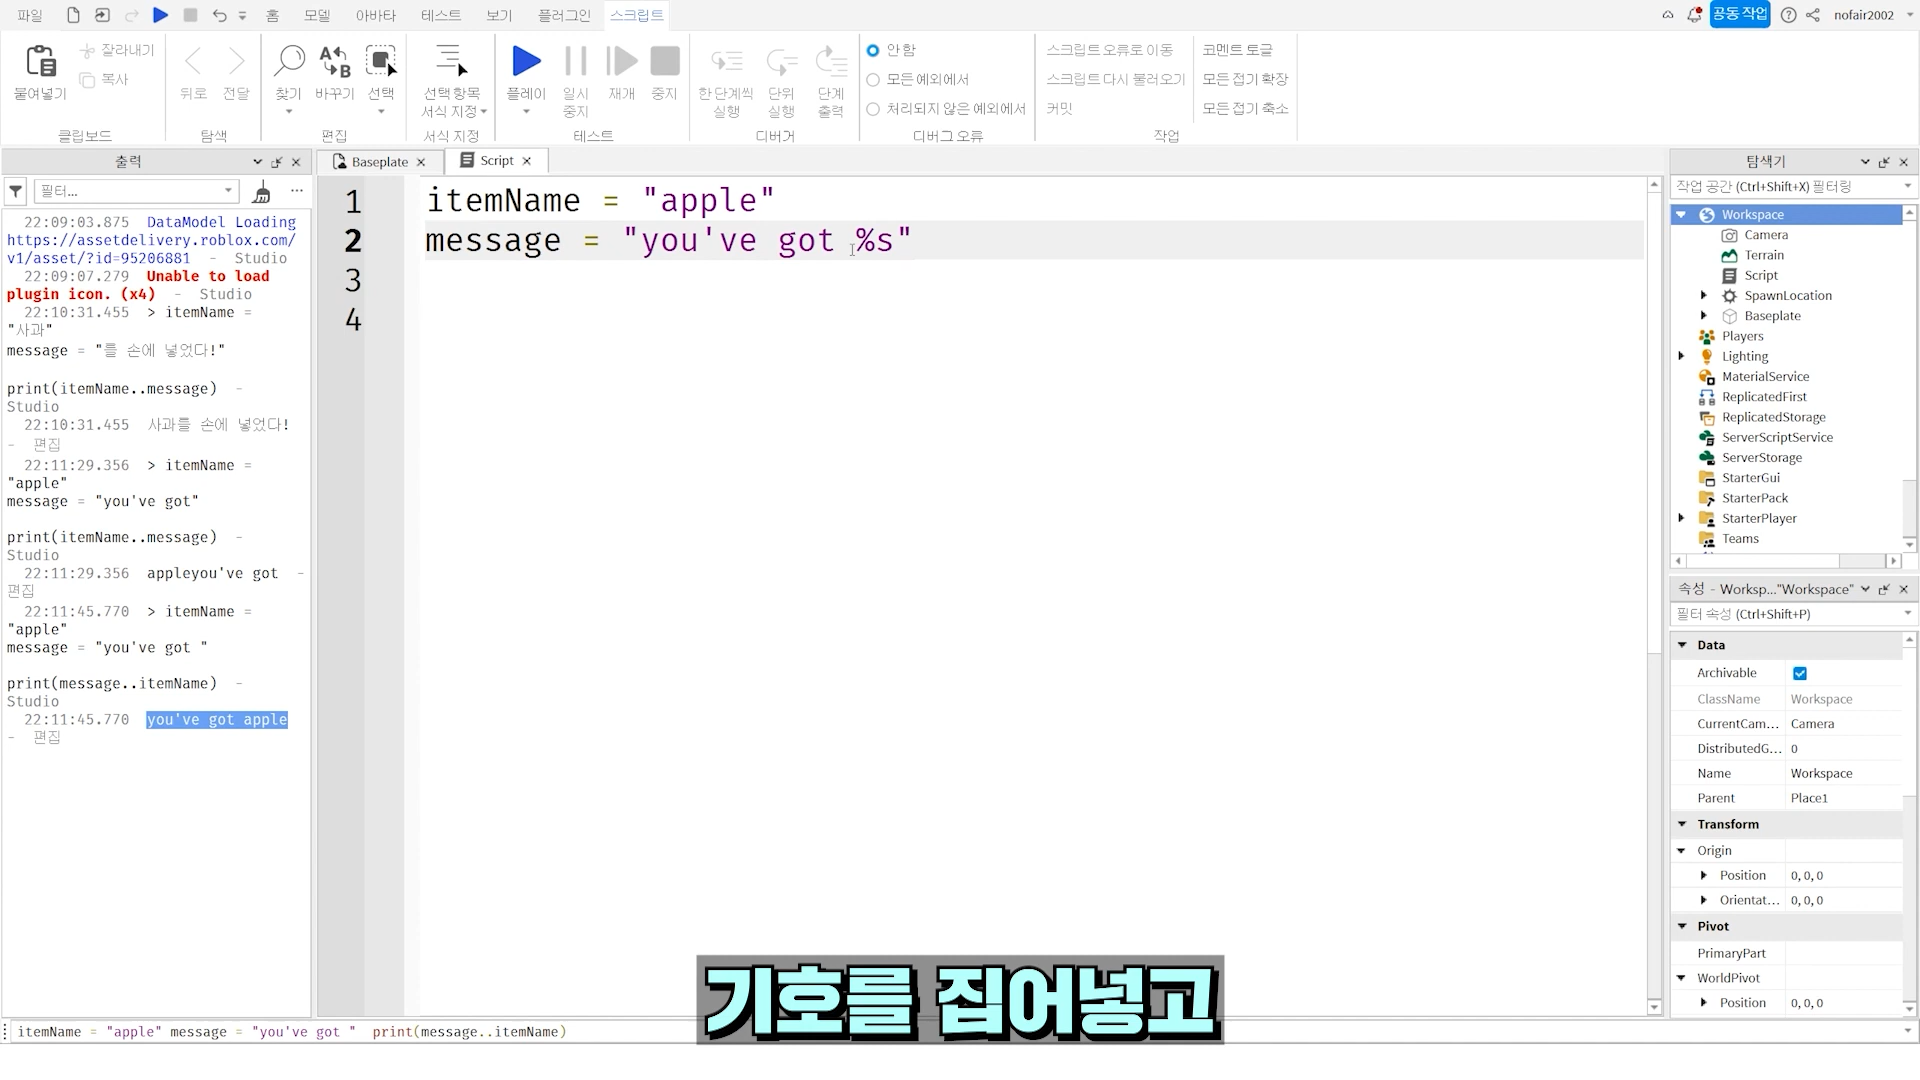 파일 홈 모델 아바타 테스트 보기 플러그인 스크립트 공동 작업 nofair2002
붙여넣기 잘라내기 복사 뒤로 전달 찾기 바꾸기 선택 선택 항목 서식 지정 플레이 일시 중지 재개 중지 한 단계씩 실행 단위 실행 단계 출력
안 함
모든 예외에서
처리되지 않은 예외에서
스크립트 오류로 이동
스크립트 다시 불러오기
커밋
코멘트 토글
모든 접기 확장
모든 접기 축소
클립보드 탐색 편집 서식 지정 테스트 디버거 디버그 오류 작업
출력
필터...
22:09:03.875 DataModel Loading
https://assetdelivery.roblox.com/
v1/asset/?id=95206881 - Studio
22:09:07.279 Unable to load
plugin icon. (x4) - Studio
22:10:31.455 > itemName =
"사과"
message = "를 손에 넣었다!"
print(itemName..message) -
Studio
22:10:31.455 사과를 손에 넣었다!
- 편집
22:11:29.356 > itemName =
"apple"
message = "you've got"
print(itemName..message) -
Studio
22:11:29.356 appleyou've got -
편집
22:11:45.770 > itemName =
"apple"
message = "you've got "
print(message..itemName) -
Studio
22:11:45.770 you've got apple
- 편집
Baseplate Script
1 itemName = "apple"
2 message = "you've got %s"
3
4
탐색기
작업 공간 (Ctrl+Shift+X) 필터링
Workspace
Camera
Terrain
Script
SpawnLocation
Baseplate
Players
Lighting
MaterialService
ReplicatedFirst
ReplicatedStorage
ServerScriptService
ServerStorage
StarterGui
StarterPack
StarterPlayer
Teams
속성 - Worksp..."Workspace"
필터 속성 (Ctrl+Shift+P)
Data
Archivable
ClassName Workspace
CurrentCam... Camera
DistributedG... 0
Name Workspace
Parent Place1
Transform
Origin
Position 0, 0, 0
Orientat... 0, 0, 0
Pivot
PrimaryPart
WorldPivot
Position 0, 0, 0
기호를 집어넣고
itemName = "apple" message = "you've got " print(message..itemName)